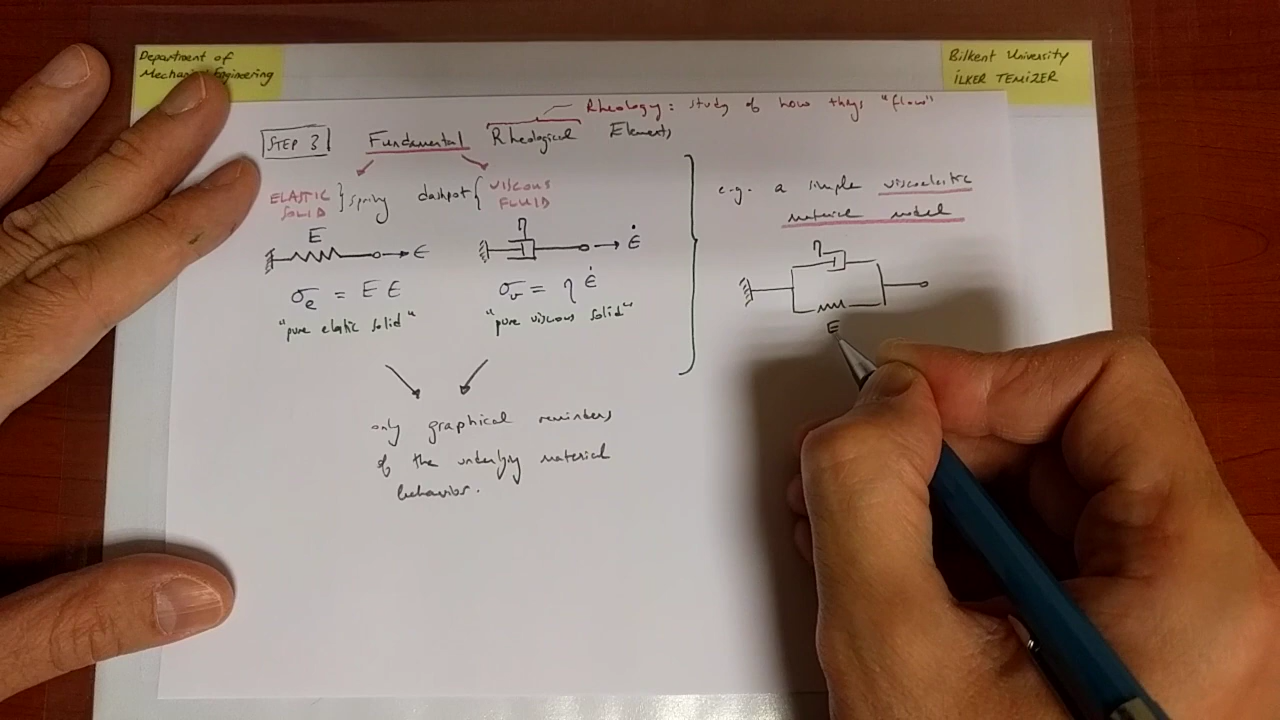 Department of
Mechanical Engineering
Bilkent University
İLKER TEMİZER
Rheology: study of how things "flow"
STEP 3
Fundamental Rheological Elements
ELASTIC
SOLID
spring
dashpot
VISCOUS
FLUID
E
ϵ
σe = E ϵ
"pure elastic solid"
η
ϵ̇
σv = η ϵ̇
"pure viscous solid"
only graphical reminders
of the underlying material
behavior.
e.g. a simple viscoelastic
material model
η
E